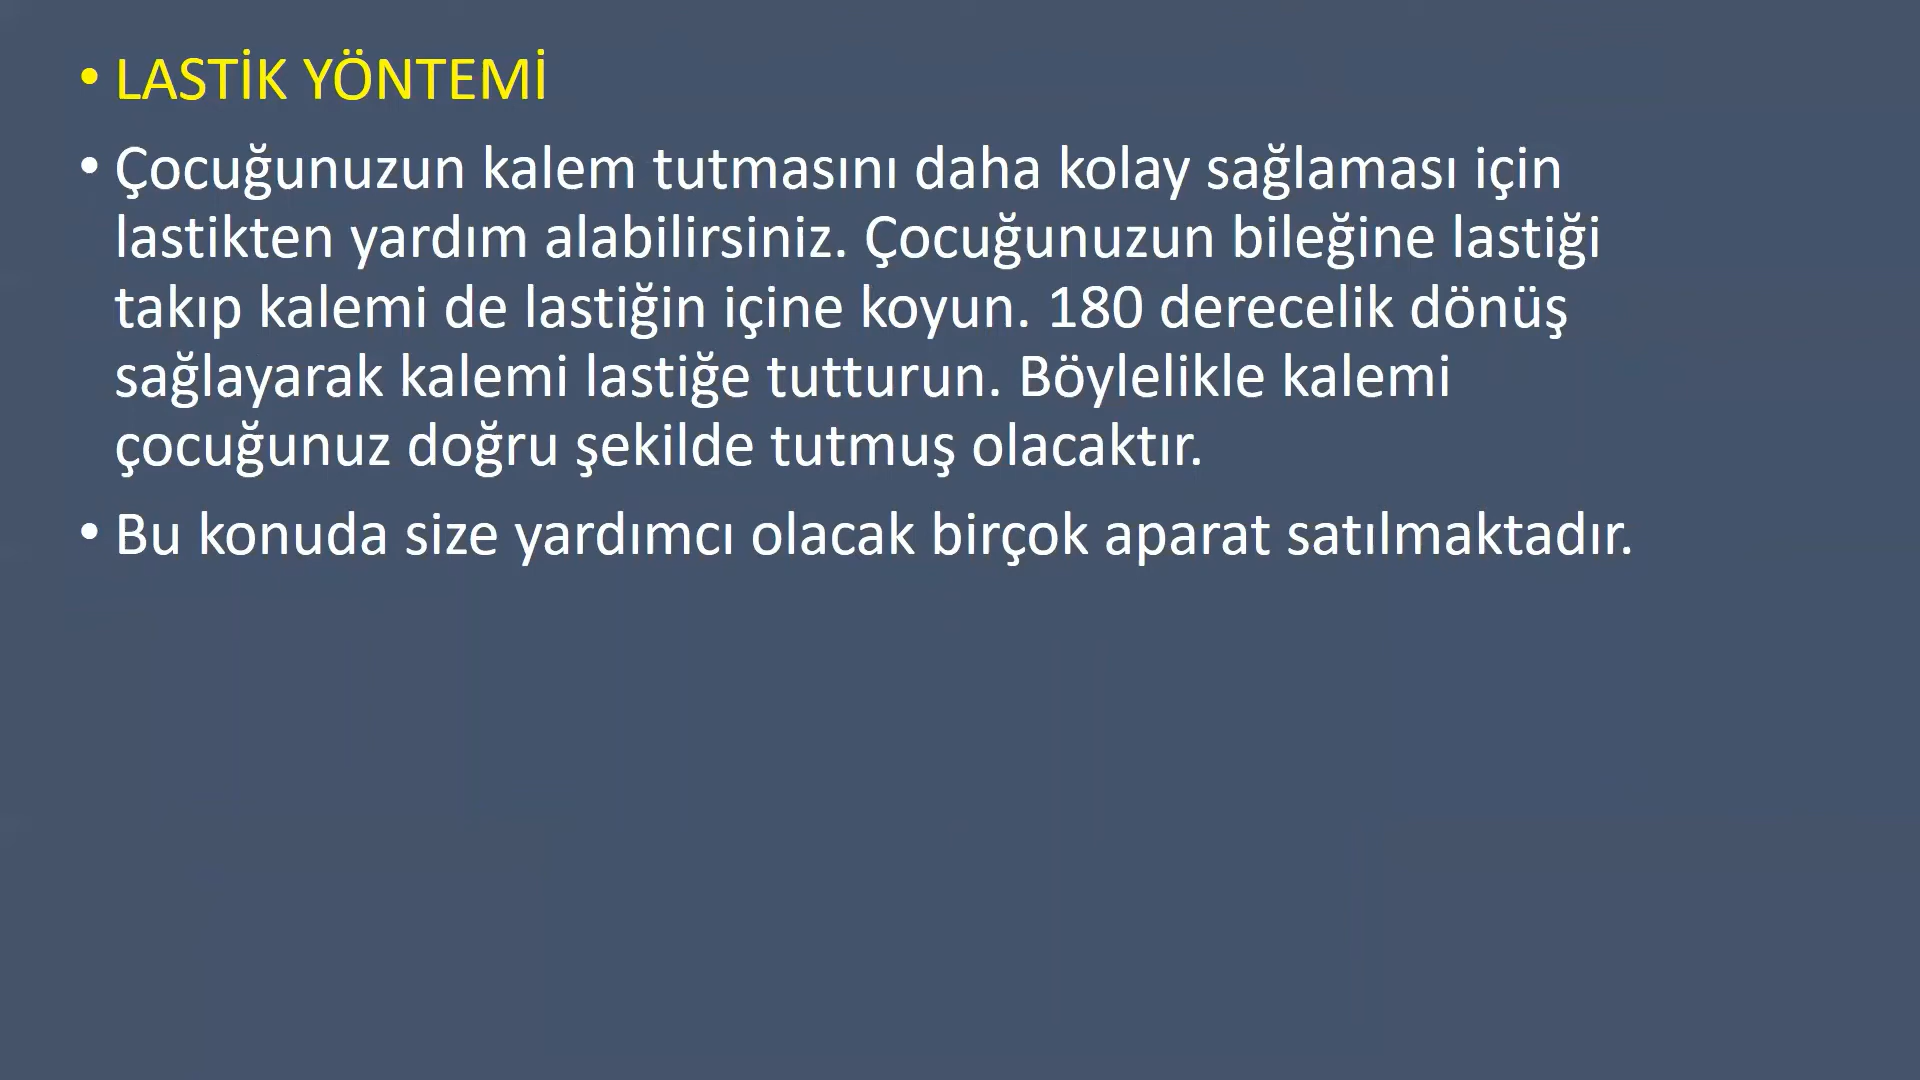 • LASTİK YÖNTEMİ
• Çocuğunuzun kalem tutmasını daha kolay sağlaması için
lastikten yardım alabilirsiniz. Çocuğunuzun bileğine lastiği
takıp kalemi de lastiğin içine koyun. 180 derecelik dönüş
sağlayarak kalemi lastiğe tutturun. Böylelikle kalemi
çocuğunuz doğru şekilde tutmuş olacaktır.
• Bu konuda size yardımcı olacak birçok aparat satılmaktadır.